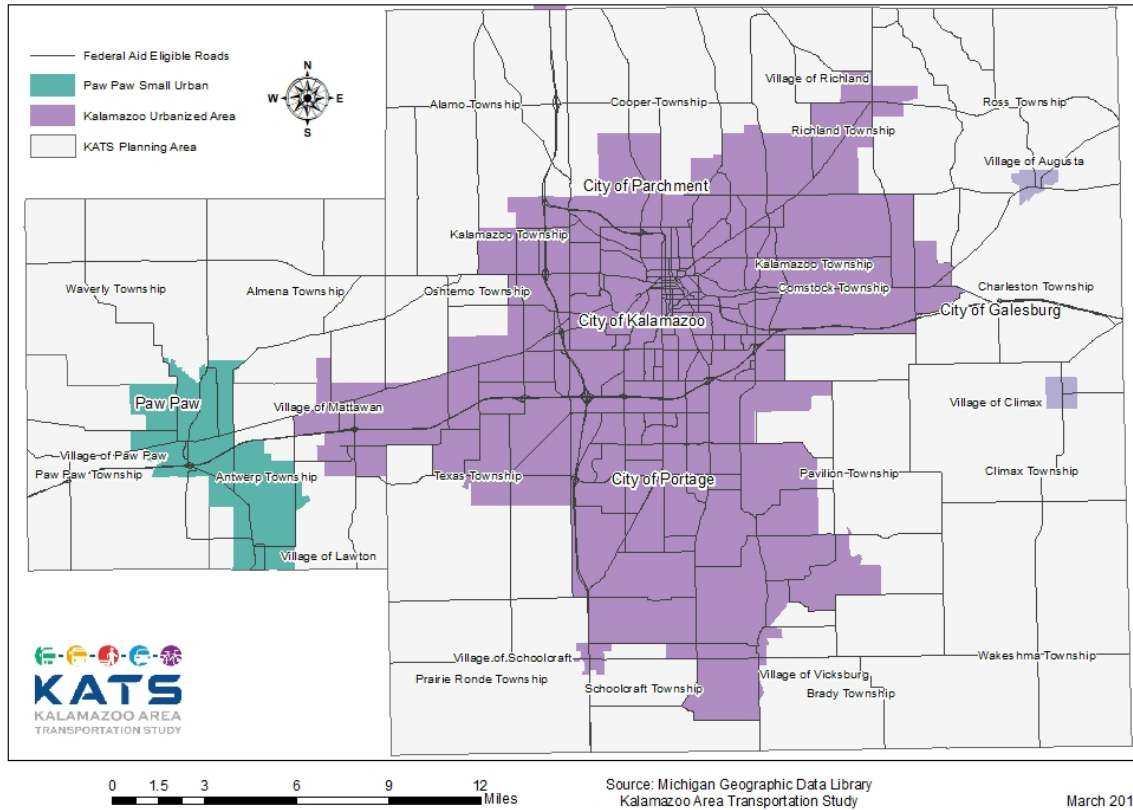 Federal Aid Eligible Roads
Paw Paw Small Urban
Kalamazoo Urbanized Area
KATS Planning Area
N
W E
S
Village of Richland
Alamo Township
Cooper Township
Ross Township
Richland Township
Village of Augusta
City of Parchment
Kalamazoo Township
Kalamazoo Township
Waverly Township
Almena Township
Oshtemo Township
Comstock Township
Charleston Township
City of Galesburg
City of Kalamazoo
Paw Paw
Village of Mattawan
Village of Climax
Village of Paw Paw
Paw Paw Township
Antwerp Township
Texas Township
City of Portage
Pavilion Township
Climax Township
Village of Lawton
Village of Schoolcraft
Wakeshma Township
Prairie Ronde Township
Schoolcraft Township
Village of Vicksburg
Brady Township
KATS
KALAMAZOO AREA
TRANSPORTATION STUDY
0 1.5 3 6 9 12
Miles
Source: Michigan Geographic Data Library
Kalamazoo Area Transportation Study
March 201